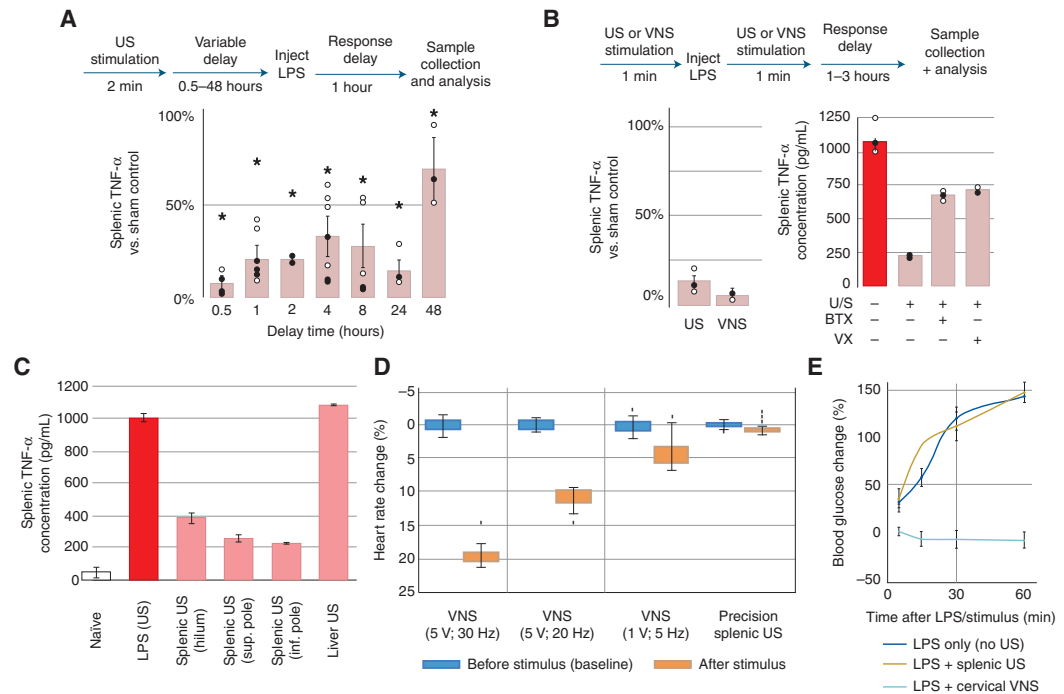 A
US
stimulation
2 min
Variable
delay
0.5–48 hours
Inject
LPS
Response
delay
1 hour
Sample
collection
and analysis
Splenic TNF-α
vs. sham control
100%
50%
0%
* * * * * * *
0.5 1 2 4 8 24 48
Delay time (hours)
B
US or VNS
stimulation
1 min
Inject
LPS
US or VNS
stimulation
1 min
Response
delay
1–3 hours
Sample
collection
+ analysis
Splenic TNF-α
vs. sham control
100%
50%
0%
US VNS
Splenic TNF-α
concentration (pg/mL)
1250
1000
750
500
250
0
U/S – + + +
BTX – – + –
VX – – – +
C
Splenic TNF-α
concentration (pg/mL)
1200
1000
800
600
400
200
0
Naïve
LPS (US)
Splenic US
(hilum)
Splenic US
(sup. pole)
Splenic US
(inf. pole)
Liver US
D
Heart rate change (%)
–5
0
5
10
15
20
25
VNS
(5 V; 30 Hz)
VNS
(5 V; 20 Hz)
VNS
(1 V; 5 Hz)
Precision
splenic US
Before stimulus (baseline)
After stimulus
E
Blood glucose change (%)
150
100
50
0
–50
0 30 60
Time after LPS/stimulus (min)
LPS only (no US)
LPS + splenic US
LPS + cervical VNS